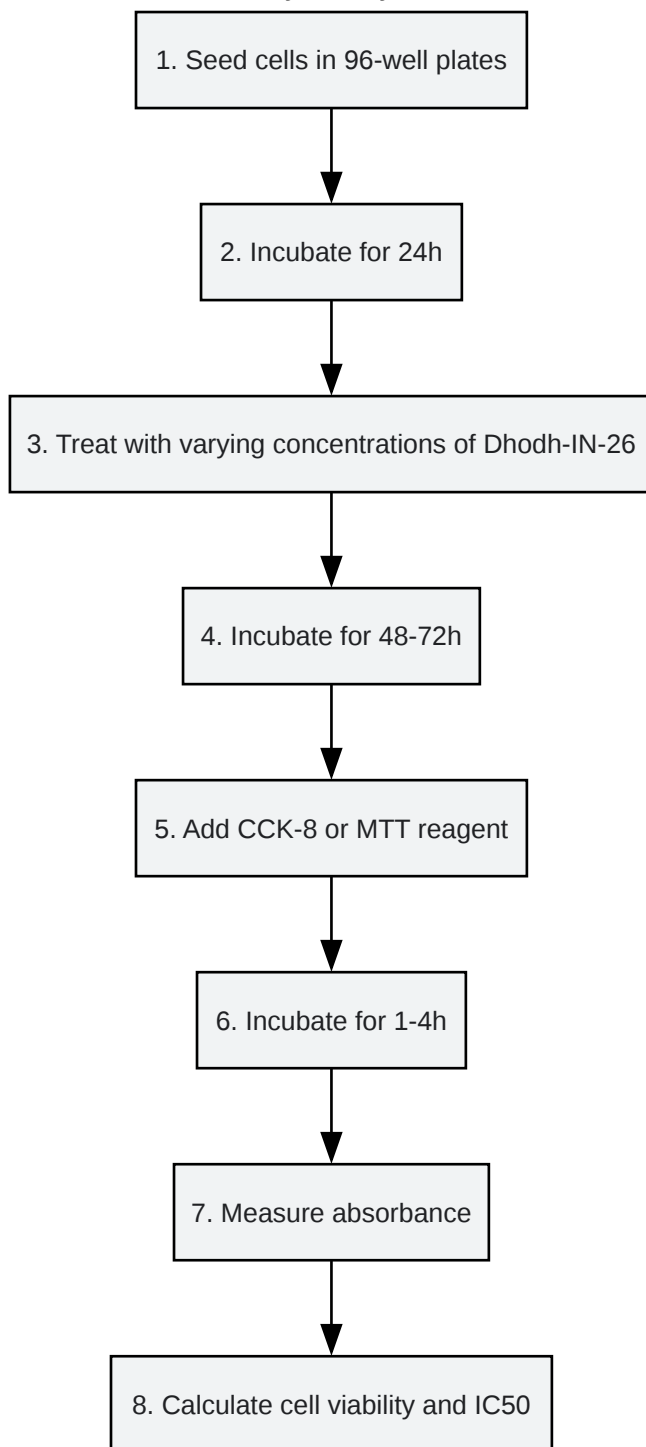 1. Seed cells in 96-well plates
2. Incubate for 24h
3. Treat with varying concentrations of Dhodh-IN-26
4. Incubate for 48-72h
5. Add CCK-8 or MTT reagent
6. Incubate for 1-4h
7. Measure absorbance
8. Calculate cell viability and IC50